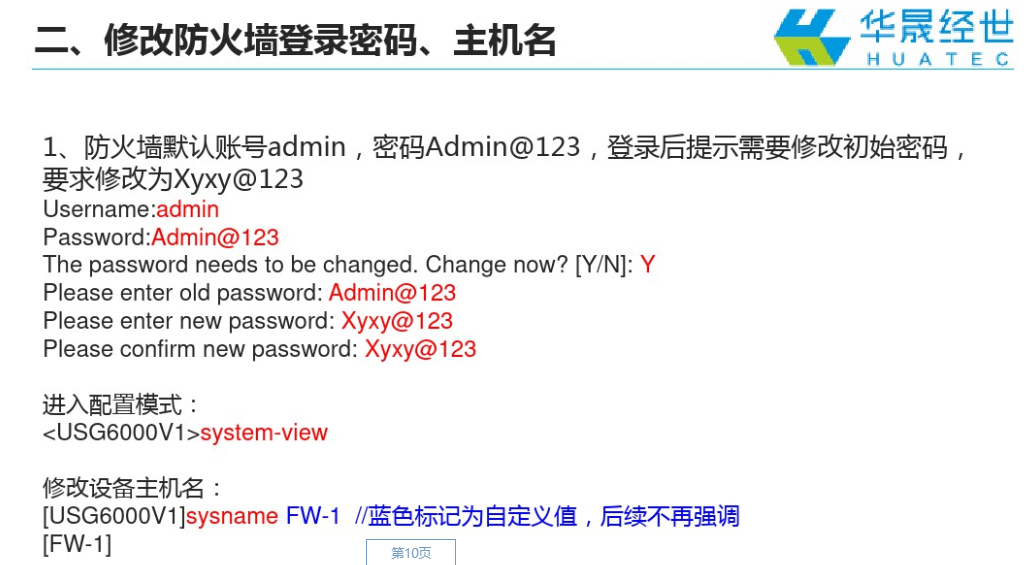 二、修改防火墙登录密码、主机名
华晟经世
HUATEC
1、防火墙默认账号admin，密码Admin@123，登录后提示需要修改初始密码，
要求修改为Xyxy@123
Username:admin
Password:Admin@123
The password needs to be changed. Change now? [Y/N]: Y
Please enter old password: Admin@123
Please enter new password: Xyxy@123
Please confirm new password: Xyxy@123
进入配置模式：
<USG6000V1>system-view
修改设备主机名：
[USG6000V1]sysname FW-1 //蓝色标记为自定义值，后续不再强调
[FW-1]
第10页